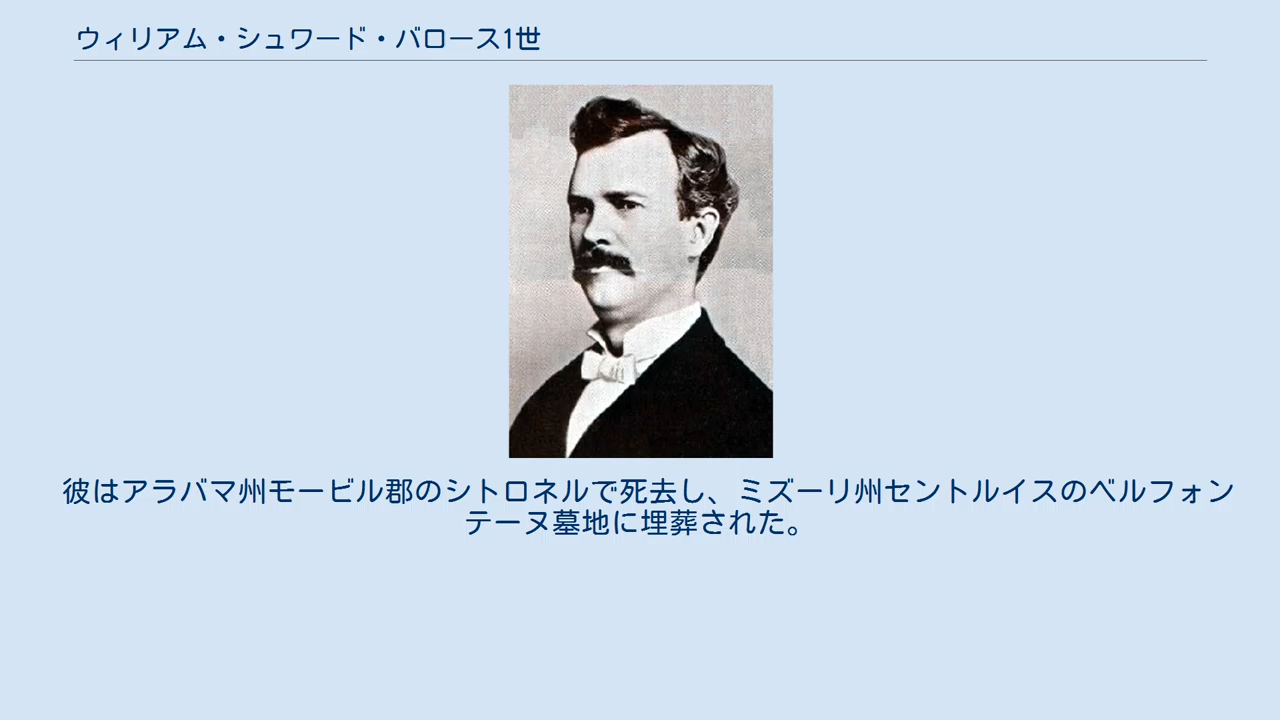 ウィリアム・シュワード・バロース1世
彼はアラバマ州モービル郡のシトロネルで死去し、ミズーリ州セントルイスのベルフォン
テーヌ墓地に埋葬された。